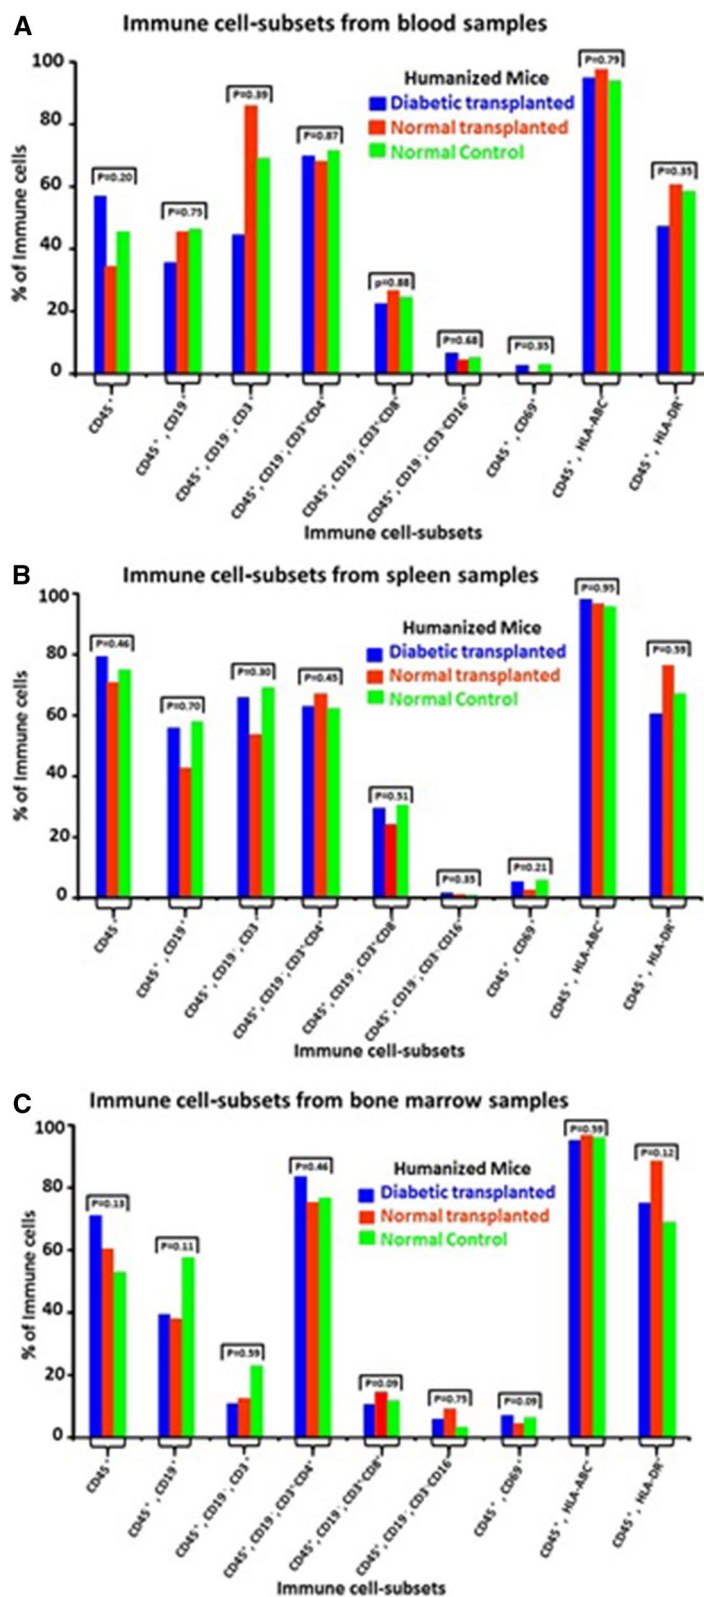 A
Immune cell-subsets from blood samples
% of Immune cells
100
80
60
40
20
0
Humanized Mice
Diabetic transplanted
Normal transplanted
Normal Control
P=0.20
P=0.75
P=0.39
P=0.87
p=0.88
P=0.68
P=0.35
P=0.79
P=0.35
CD45⁺
CD45⁺, CD19⁺
CD45⁺, CD19⁻, CD3⁺
CD45⁺, CD19⁻, CD3⁺CD4⁺
CD45⁺, CD19⁻, CD3⁺CD8⁺
CD45⁺, CD19⁻, CD3⁻CD16⁺
CD45⁺, CD69⁺
CD45⁺, HLA-ABC⁺
CD45⁺, HLA-DR⁺
Immune cell-subsets
B
Immune cell-subsets from spleen samples
% of Immune cells
100
80
60
40
20
0
Humanized Mice
Diabetic transplanted
Normal transplanted
Normal Control
P=0.46
P=0.70
P=0.30
P=0.45
P=0.51
P=0.35
P=0.21
P=0.95
P=0.59
CD45⁺
CD45⁺, CD19⁺
CD45⁺, CD19⁻, CD3⁺
CD45⁺, CD19⁻, CD3⁺CD4⁺
CD45⁺, CD19⁻, CD3⁺CD8⁺
CD45⁺, CD19⁻, CD3⁻CD16⁺
CD45⁺, CD69⁺
CD45⁺, HLA-ABC⁺
CD45⁺, HLA-DR⁺
Immune cell-subsets
C
Immune cell-subsets from bone marrow samples
% of Immune cells
100
80
60
40
20
0
Humanized Mice
Diabetic transplanted
Normal transplanted
Normal Control
P=0.13
P=0.11
P=0.59
P=0.46
P=0.09
P=0.75
P=0.09
P=0.59
P=0.12
CD45⁺
CD45⁺, CD19⁺
CD45⁺, CD19⁻, CD3⁺
CD45⁺, CD19⁻, CD3⁺CD4⁺
CD45⁺, CD19⁻, CD3⁺CD8⁺
CD45⁺, CD19⁻, CD3⁻CD16⁺
CD45⁺, CD69⁺
CD45⁺, HLA-ABC⁺
CD45⁺, HLA-DR⁺
Immune cell-subsets